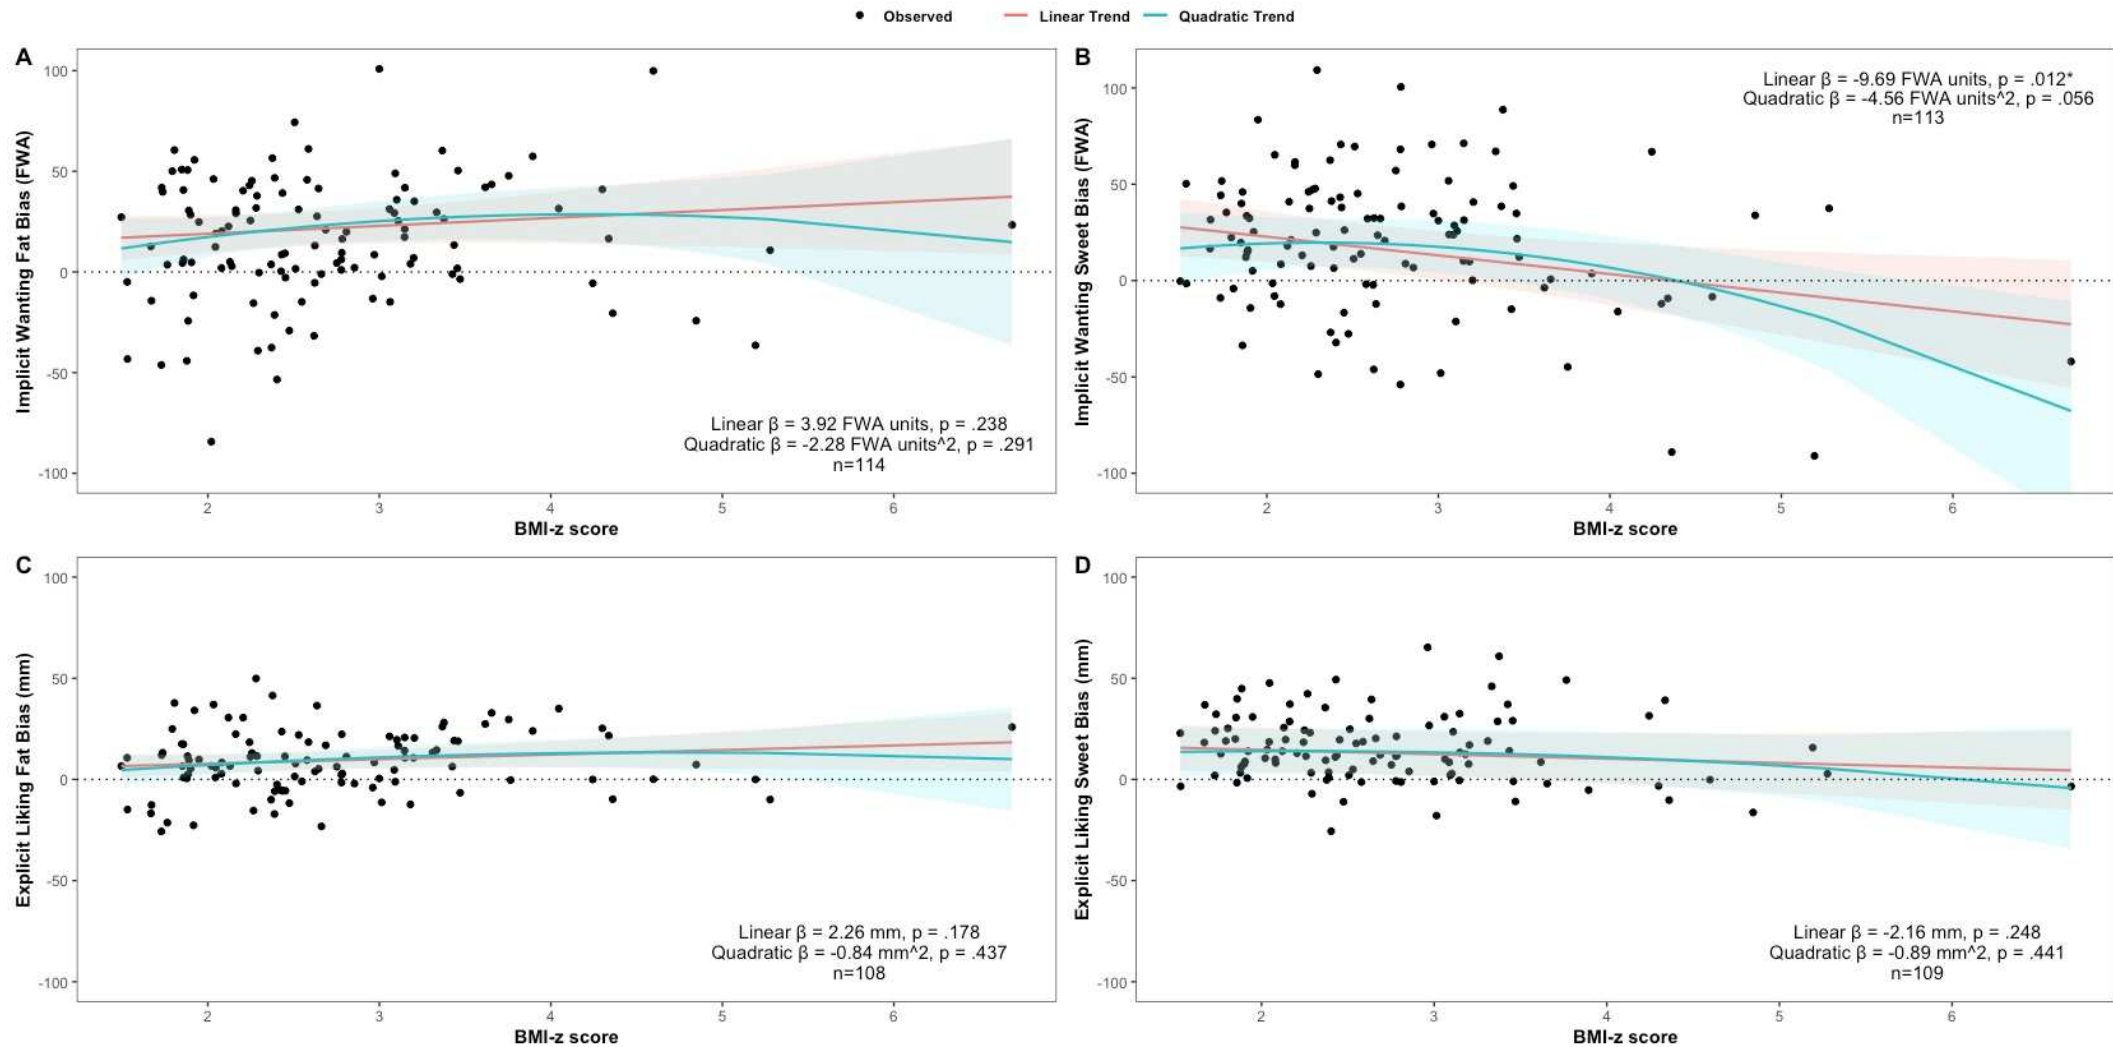 Observed Linear Trend Quadratic Trend
A
Implicit Wanting Fat Bias (FWA)
100
50
0
-50
-100
Linear β = 3.92 FWA units, p = .238
Quadratic β = -2.28 FWA units^2, p = .291
n=114
2 3 4 5 6
BMI-z score
B
Implicit Wanting Sweet Bias (FWA)
100
50
0
-50
-100
Linear β = -9.69 FWA units, p = .012*
Quadratic β = -4.56 FWA units^2, p = .056
n=113
2 3 4 5 6
BMI-z score
C
Explicit Liking Fat Bias (mm)
100
50
0
-50
-100
Linear β = 2.26 mm, p = .178
Quadratic β = -0.84 mm^2, p = .437
n=108
2 3 4 5 6
BMI-z score
D
Explicit Liking Sweet Bias (mm)
100
50
0
-50
-100
Linear β = -2.16 mm, p = .248
Quadratic β = -0.89 mm^2, p = .441
n=109
2 3 4 5 6
BMI-z score